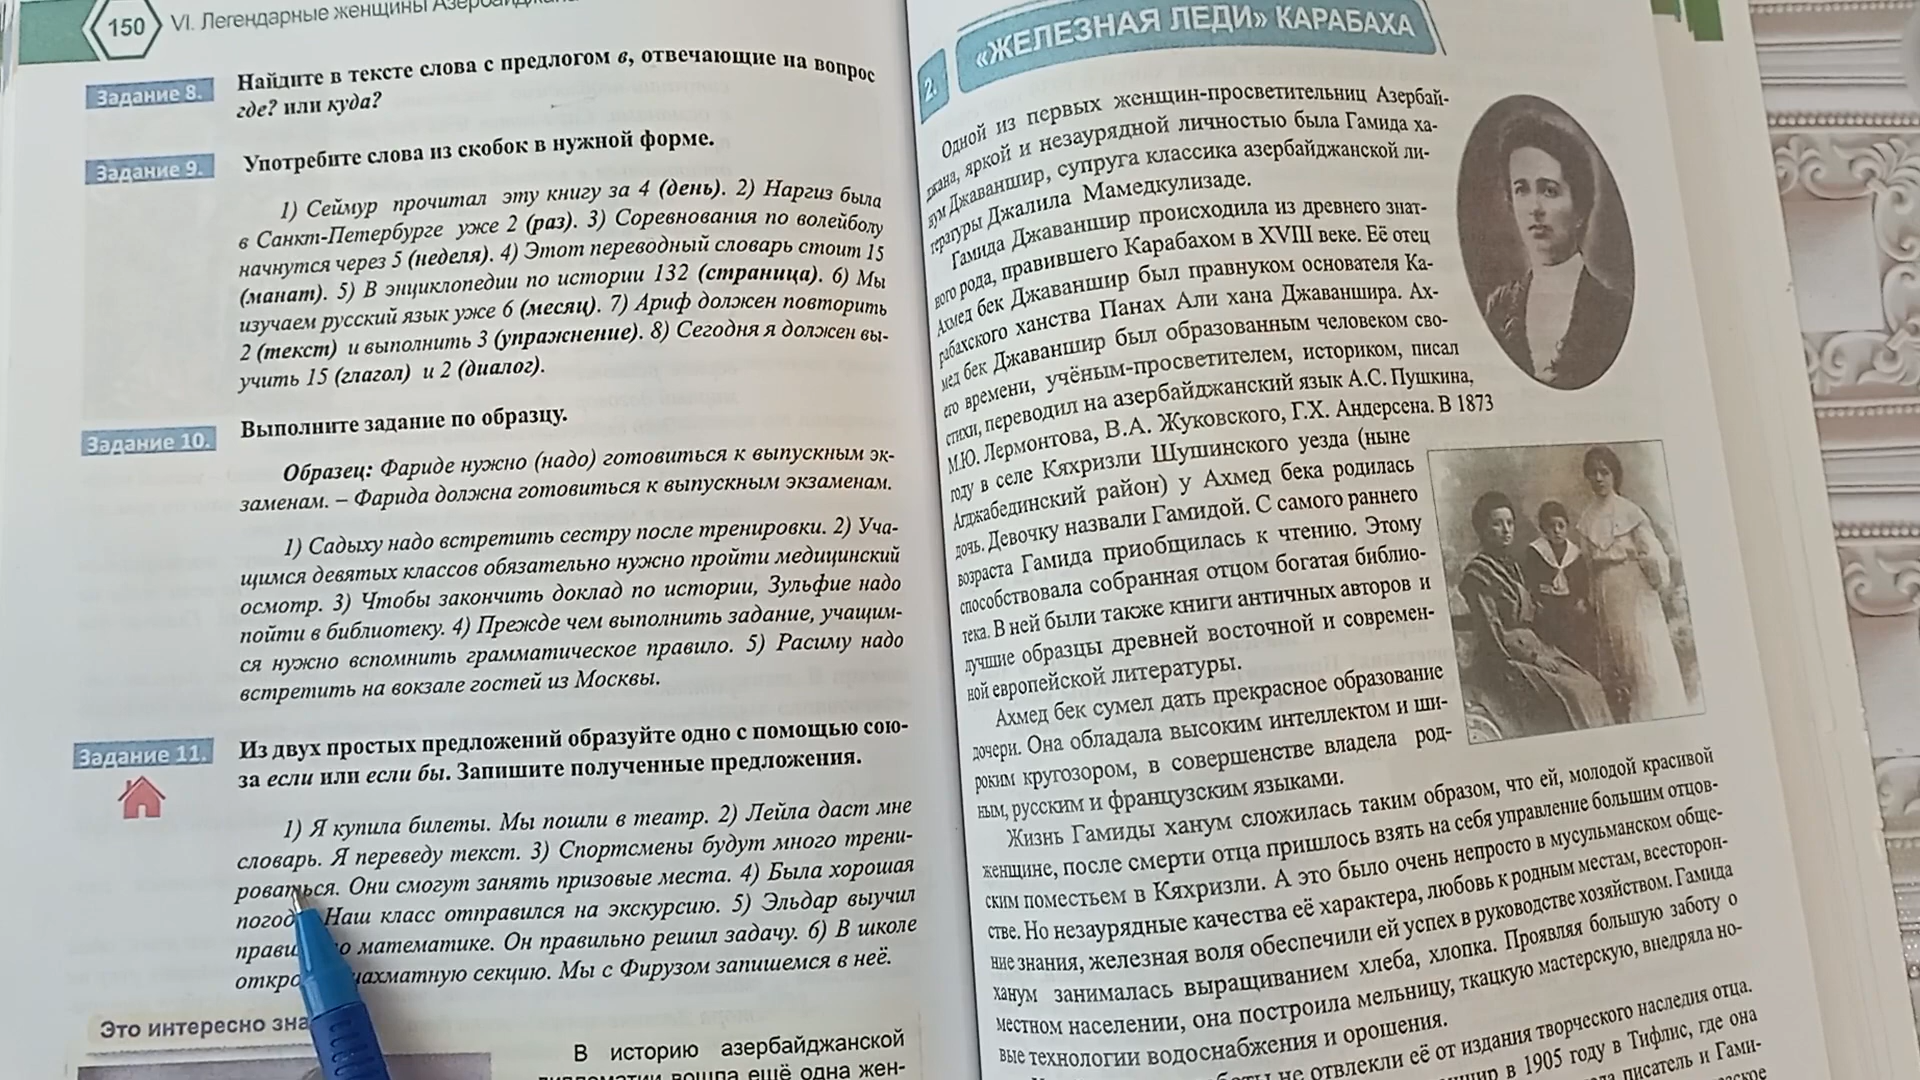 150
VI. Легендарные женщины Азербайджана
Задание 8.
Найдите в тексте слова с предлогом в, отвечающие на вопрос
где? или куда?
Задание 9.
Употребите слова из скобок в нужной форме.
1) Сеймур прочитал эту книгу за 4 (день). 2) Наргиз была
в Санкт-Петербурге уже 2 (раз). 3) Соревнования по волейболу
начнутся через 5 (неделя). 4) Этот переводный словарь стоит 15
(манат). 5) В энциклопедии по истории 132 (страница). 6) Мы
изучаем русский язык уже 6 (месяц). 7) Ариф должен повторить
2 (текст) и выполнить 3 (упражнение). 8) Сегодня я должен вы-
учить 15 (глагол) и 2 (диалог).
Задание 10.
Выполните задание по образцу.
Образец: Фариде нужно (надо) готовиться к выпускным эк-
заменам. – Фарида должна готовиться к выпускным экзаменам.
1) Садыху надо встретить сестру после тренировки. 2) Уча-
щимся девятых классов обязательно нужно пройти медицинский
осмотр. 3) Чтобы закончить доклад по истории, Зульфие надо
пойти в библиотеку. 4) Прежде чем выполнить задание, учащим-
ся нужно вспомнить грамматическое правило. 5) Расиму надо
встретить на вокзале гостей из Москвы.
Задание 11.
Из двух простых предложений образуйте одно с помощью сою-
за если или если бы. Запишите полученные предложения.
1) Я купила билеты. Мы пошли в театр. 2) Лейла даст мне
словарь. Я переведу текст. 3) Спортсмены будут много трени-
роваться. Они смогут занять призовые места. 4) Была хорошая
Наш класс отправился на экскурсию. 5) Эльдар выучил
математике. Он правильно решил задачу. 6) В школе
секцию. Мы с Фирузом запишемся в неё.
Это интересно
В историю азербайджанской
вошла ещё одна жен-
2.
«ЖЕЛЕЗНАЯ ЛЕДИ» КАРАБАХА
Одной из первых женщин-просветительниц Азербай-
джана, яркой и незаурядной личностью была Гамида ха-
нум Джаваншир, супруга классика азербайджанской ли-
тературы Джалила Мамедкулизаде.
Гамида Джаваншир происходила из древнего знат-
ного рода, правившего Карабахом в XVIII веке. Её отец
Ахмед бек Джаваншир был правнуком основателя Ка-
рабахского ханства Панах Али хана Джаваншира. Ах-
мед бек Джаваншир был образованным человеком сво-
его времени, учёным-просветителем, историком, писал
стихи, переводил на азербайджанский язык А.С. Пушкина,
М.Ю. Лермонтова, В.А. Жуковского, Г.Х. Андерсена. В 1873
году в селе Кяхризли Шушинского уезда (ныне
Агджабединский район) у Ахмед бека родилась
дочь. Девочку назвали Гамидой. С самого раннего
возраста Гамида приобщилась к чтению. Этому
способствовала собранная отцом богатая библио-
тека. В ней были также книги античных авторов и
лучшие образцы древней восточной и современ-
ной европейской литературы.
Ахмед бек сумел дать прекрасное образование
дочери. Она обладала высоким интеллектом и ши-
роким кругозором, в совершенстве владела род-
ным, русским и французским языками.
Жизнь Гамиды ханум сложилась таким образом, что ей, молодой красивой
женщине, после смерти отца пришлось взять на себя управление большим отцов-
ским поместьем в Кяхризли. А это было очень непросто в мусульманском обще-
стве. Но незаурядные качества её характера, любовь к родным местам, всесторон-
ние знания, железная воля обеспечили ей успех в руководстве хозяйством. Гамида
ханум занималась выращиванием хлеба, хлопка. Проявляя большую заботу о
местном населении, она построила мельницу, ткацкую мастерскую, внедряла но-
вые технологии водоснабжения и орошения.
не отвлекли её от издания творческого наследия отца.
в 1905 году в Тифлис, где она
писатель и Гами-